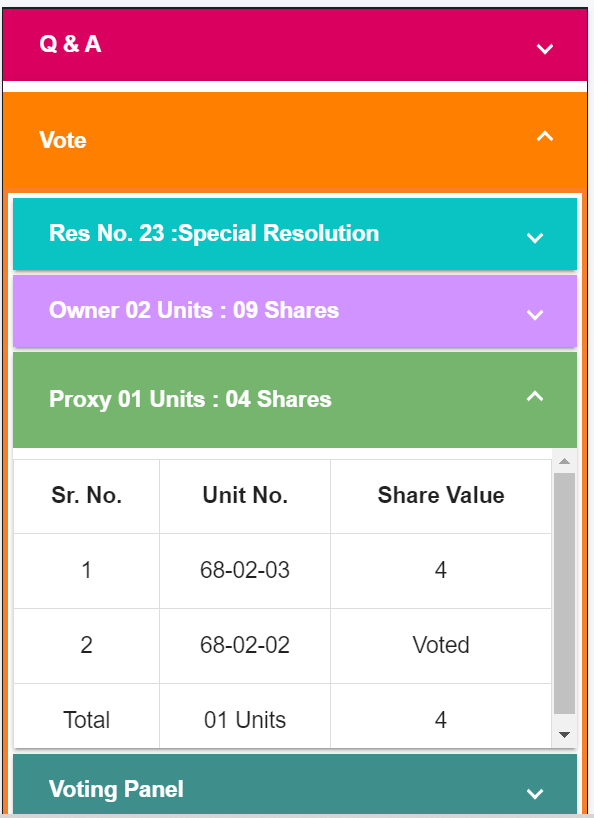 Q & A
Vote
Res No. 23 :Special Resolution
Owner 02 Units : 09 Shares
Proxy 01 Units : 04 Shares
Sr. No. Unit No. Share Value
1 68-02-03 4
2 68-02-02 Voted
Total 01 Units 4
Voting Panel